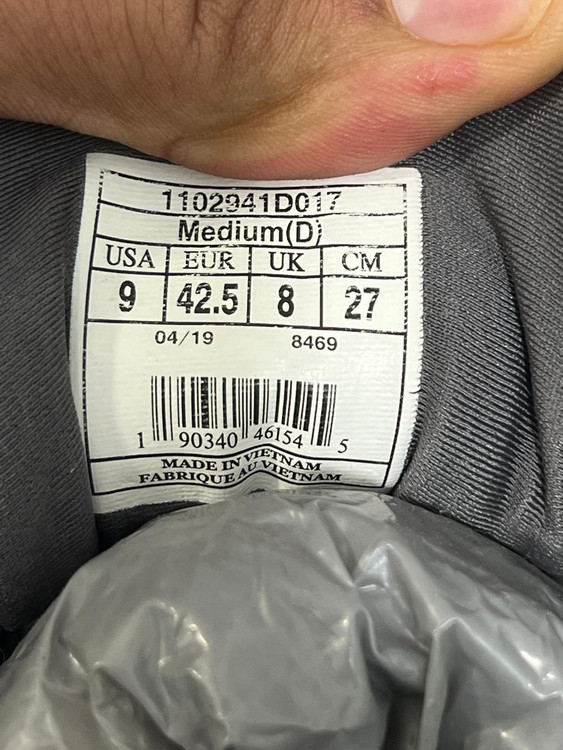 1102941D017
Medium(D)
USA EUR UK CM
9 42.5 8 27
04/19 8469
1 90340 46154 5
MADE IN VIETNAM
FABRIQUE AU VIETNAM